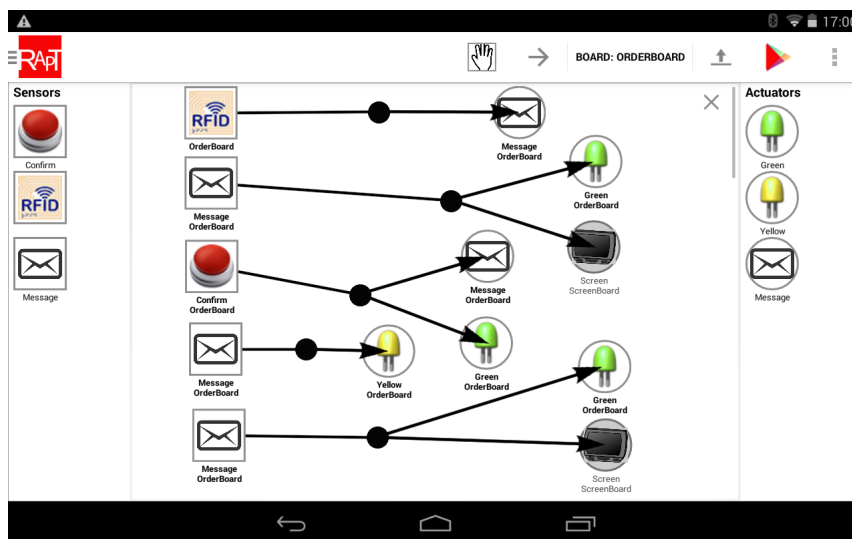 17:00
RAPT
BOARD: ORDERBOARD
Sensors
Confirm
RFID
Message
RFID
OrderBoard
Message
OrderBoard
Message
OrderBoard
Green
OrderBoard
Screen
ScreenBoard
Confirm
OrderBoard
Message
OrderBoard
Message
OrderBoard
Yellow
OrderBoard
Green
OrderBoard
Green
OrderBoard
Message
OrderBoard
Screen
ScreenBoard
Actuators
Green
Yellow
Message